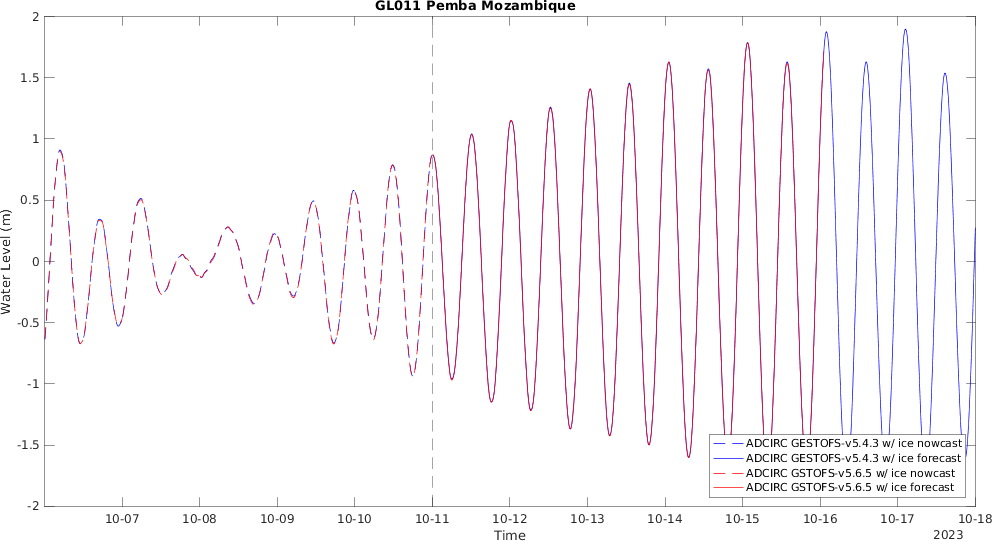 GL011 Pemba Mozambique
2
1.5
1
0.5
0
-0.5
-1
-1.5
-2
Water Level (m)
ADCIRC GESTOFS-v5.4.3 w/ ice nowcast
ADCIRC GESTOFS-v5.4.3 w/ ice forecast
ADCIRC GSTOFS-v5.6.5 w/ ice nowcast
ADCIRC GSTOFS-v5.6.5 w/ ice forecast
10-07 10-08 10-09 10-10 10-11 10-12 10-13 10-14 10-15 10-16 10-17 10-18
Time
2023